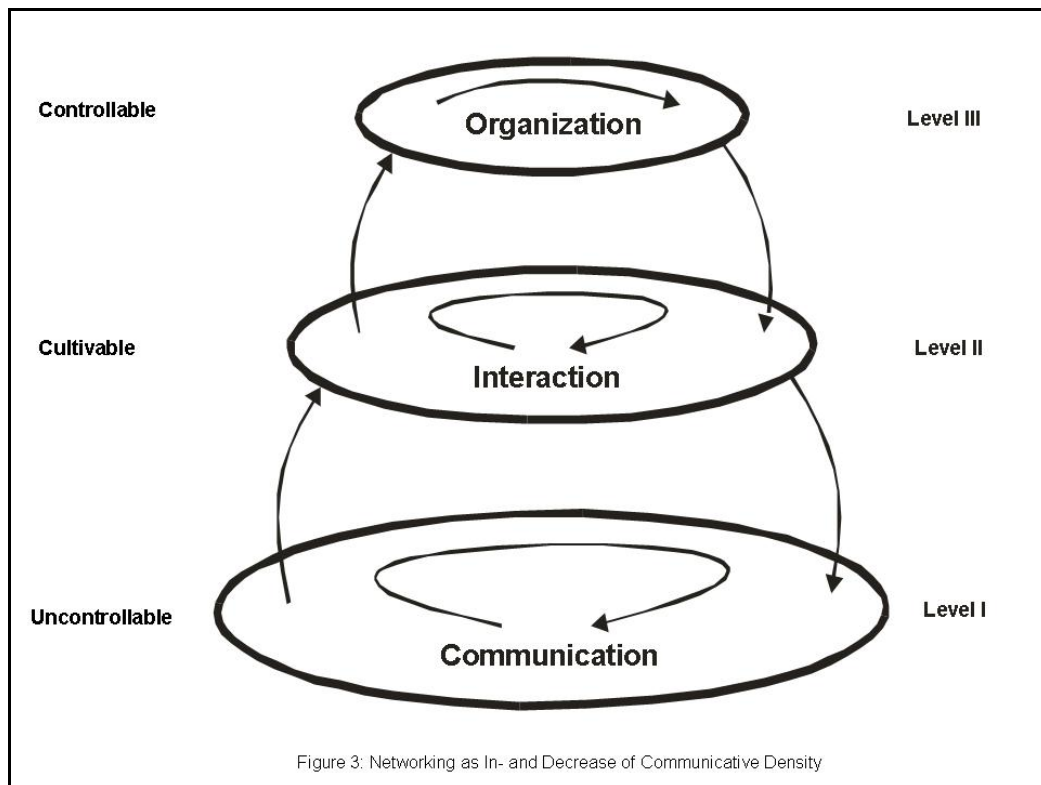 Controllable
Organization
Level III
Cultivable
Interaction
Level II
Uncontrollable
Communication
Level I
Figure 3: Networking as In- and Decrease of Communicative Density